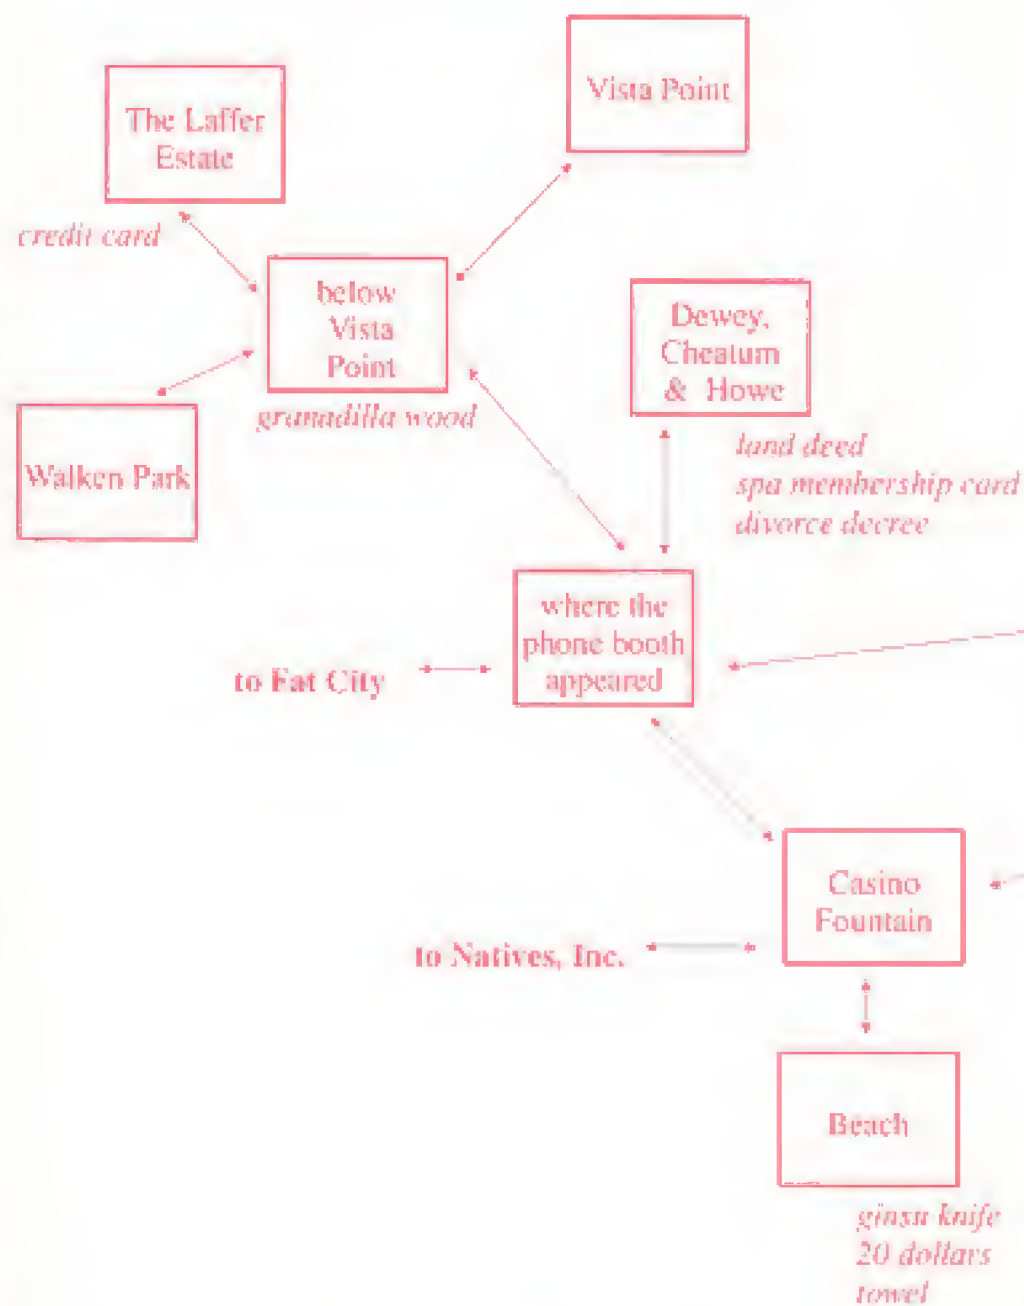 Vista Point
The Laffer
Estate
credit card
below
Vista
Point
granadilla wood
Dewey,
Cheatum
& Howe
land deed
spa membership card
divorce decree
Walken Park
where the
phone booth
appeared
to Fat City
Casino
Fountain
to Natives, Inc.
Beach
ginsu knife
20 dollars
towel